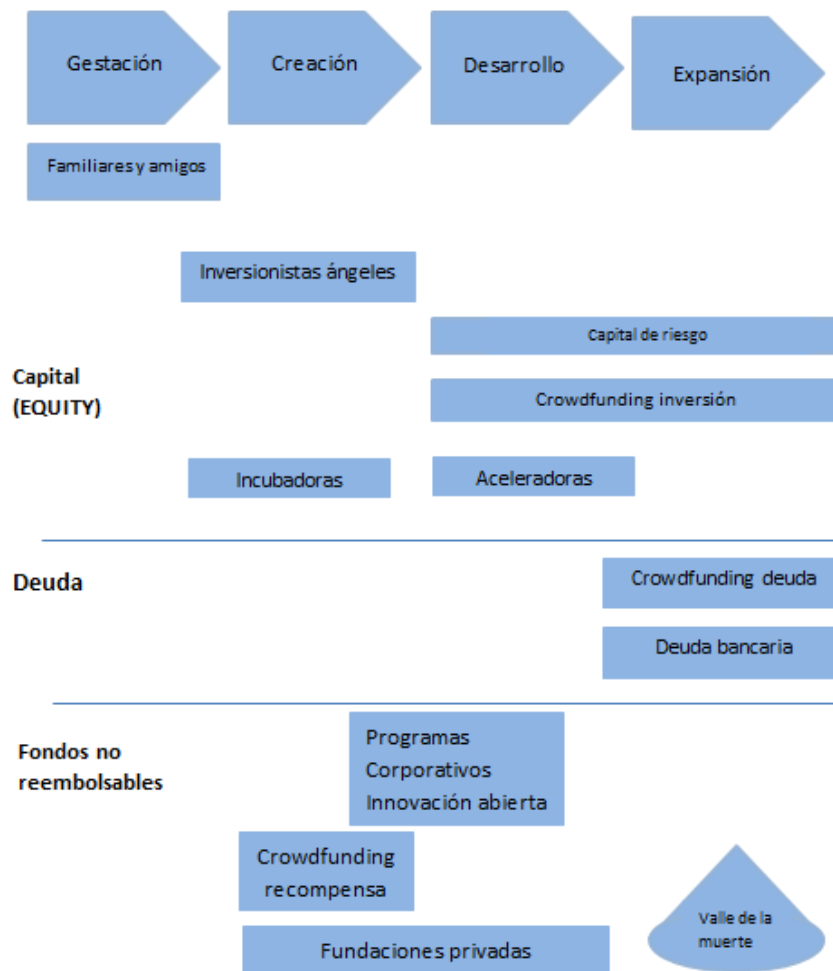 Gestación
Creación
Desarrollo
Expansión
Familiares y amigos
Inversionistas ángeles
Capital de riesgo
Capital
(EQUITY)
Crowdfunding inversión
Incubadoras
Aceleradoras
Deuda
Crowdfunding deuda
Deuda bancaria
Fondos no
reembolsables
Programas
Corporativos
Innovación abierta
Crowdfunding
recompensa
Valle de la
muerte
Fundaciones privadas